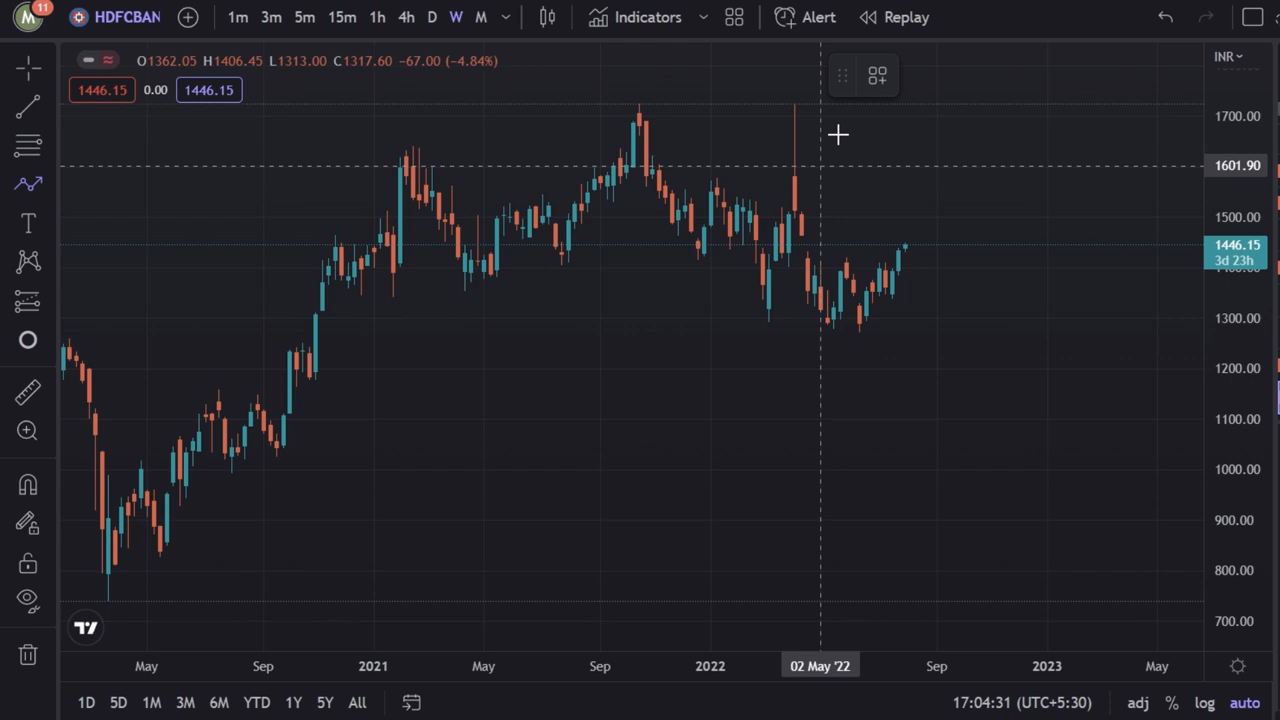 M 11 HDFCBAN 1m 3m 5m 15m 1h 4h D W M Indicators Alert Replay
O1362.05 H1406.45 L1313.00 C1317.60 -67.00 (-4.84%) INR
1446.15 0.00 1446.15
1700.00
1601.90
1500.00
1446.15
3d 23h
1300.00
1200.00
1100.00
1000.00
900.00
800.00
700.00
May Sep 2021 May Sep 2022 02 May '22 Sep 2023 May
1D 5D 1M 3M 6M YTD 1Y 5Y All 17:04:31 (UTC+5:30) adj % log auto